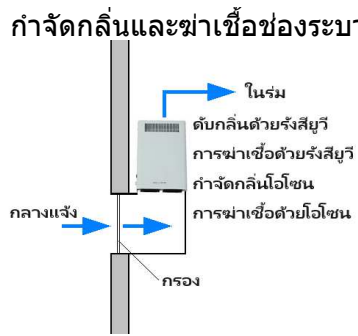 กำจัดกลิ่นและฆ่าเชื้อช่องระบา
ในร่ม
ดับกลิ่นด้วยรังสียูวี
การฆ่าเชื้อด้วยรังสียูวี
กำจัดกลิ่นโอโซน
การฆ่าเชื้อด้วยโอโซน
กลางแจ้ง
กรอง